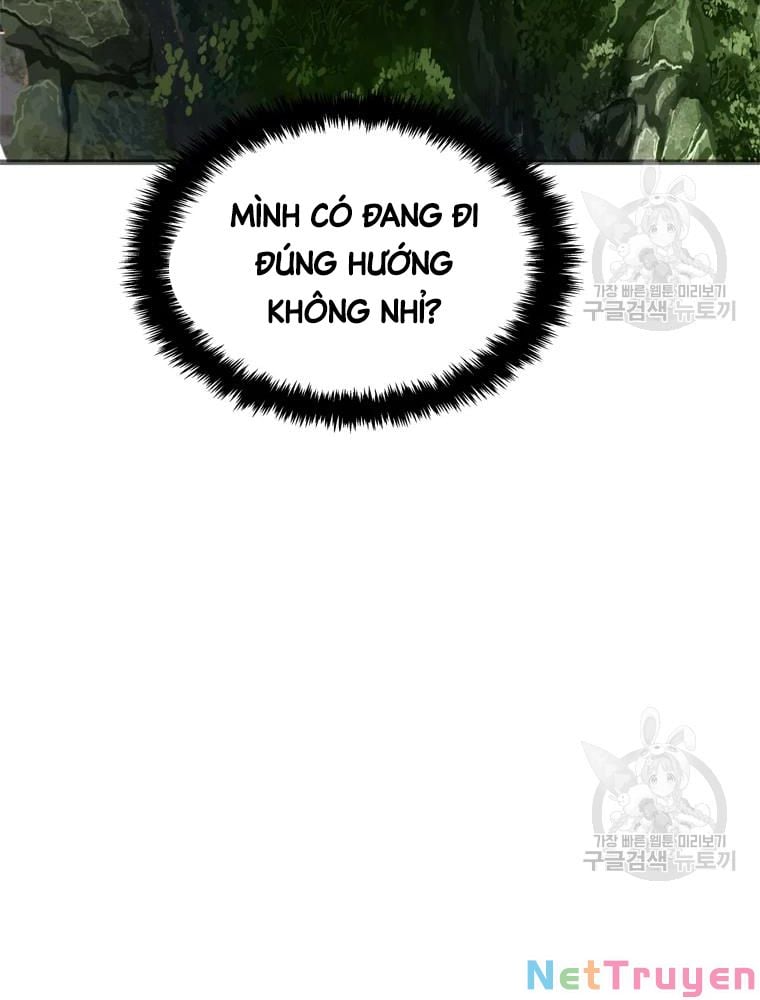 MÌNH CÓ ĐANG ĐI
ĐÚNG HƯỚNG
KHÔNG NHỈ?
가장 빠른 웹툰 미리보기
구글검색 뉴토끼
가장 빠른 웹툰 미리보기
구글검색 뉴토끼
NetTruyen